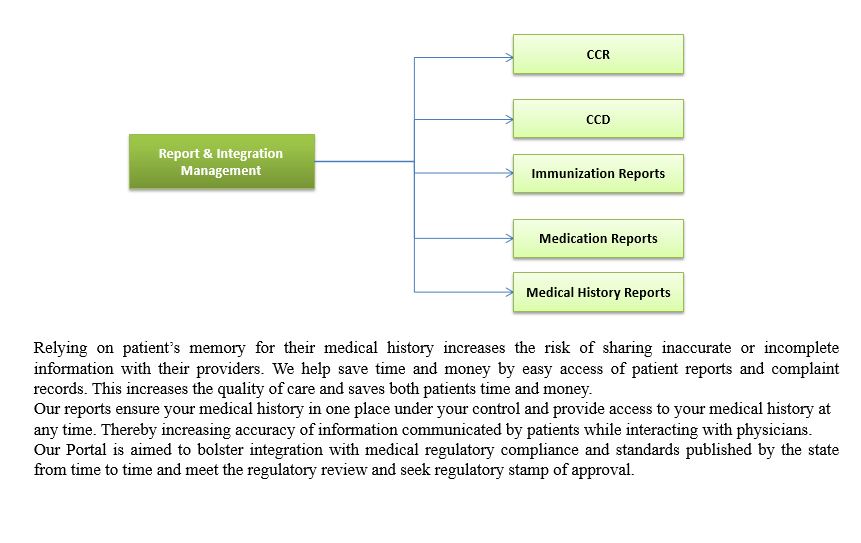 CCR
CCD
Report & Integration
Management
Immunization Reports
Medication Reports
Medical History Reports
Relying on patient’s memory for their medical history increases the risk of sharing inaccurate or incomplete
information with their providers. We help save time and money by easy access of patient reports and complaint
records. This increases the quality of care and saves both patients time and money.
Our reports ensure your medical history in one place under your control and provide access to your medical history at
any time. Thereby increasing accuracy of information communicated by patients while interacting with physicians.
Our Portal is aimed to bolster integration with medical regulatory compliance and standards published by the state
from time to time and meet the regulatory review and seek regulatory stamp of approval.